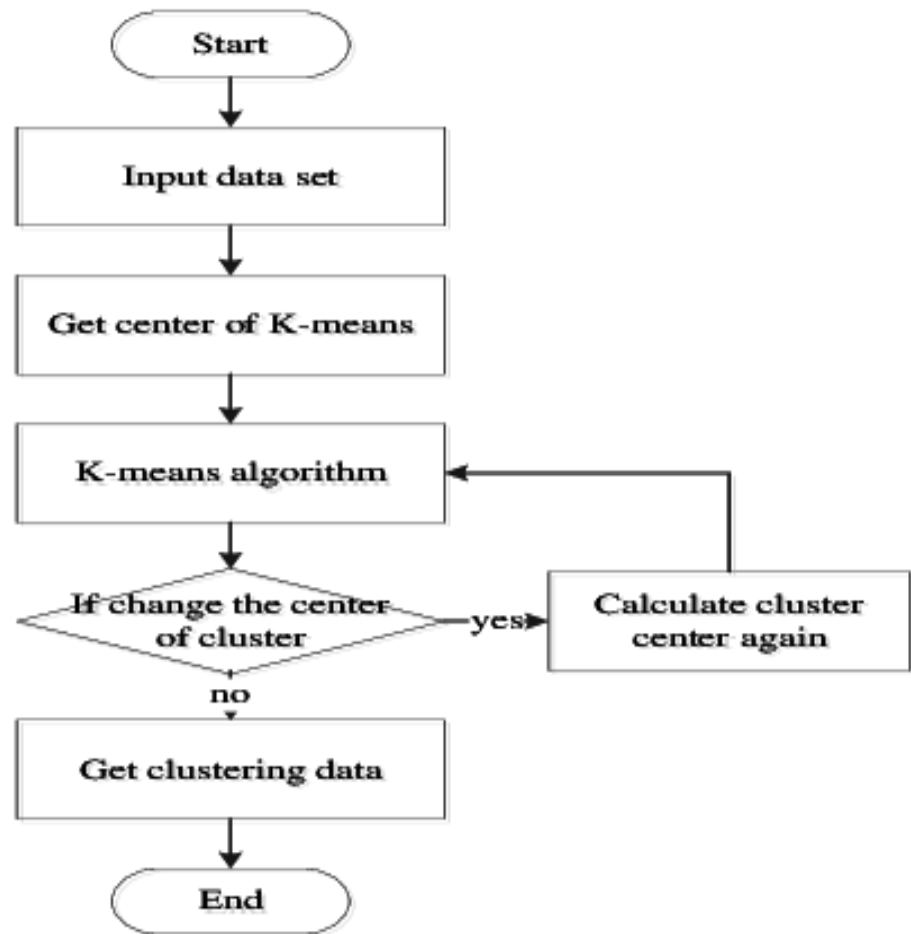 Start
Input data set
Get center of K-means
K-means algorithm
If change the center
of cluster
yes
Calculate cluster
center again
no
Get clustering data
End